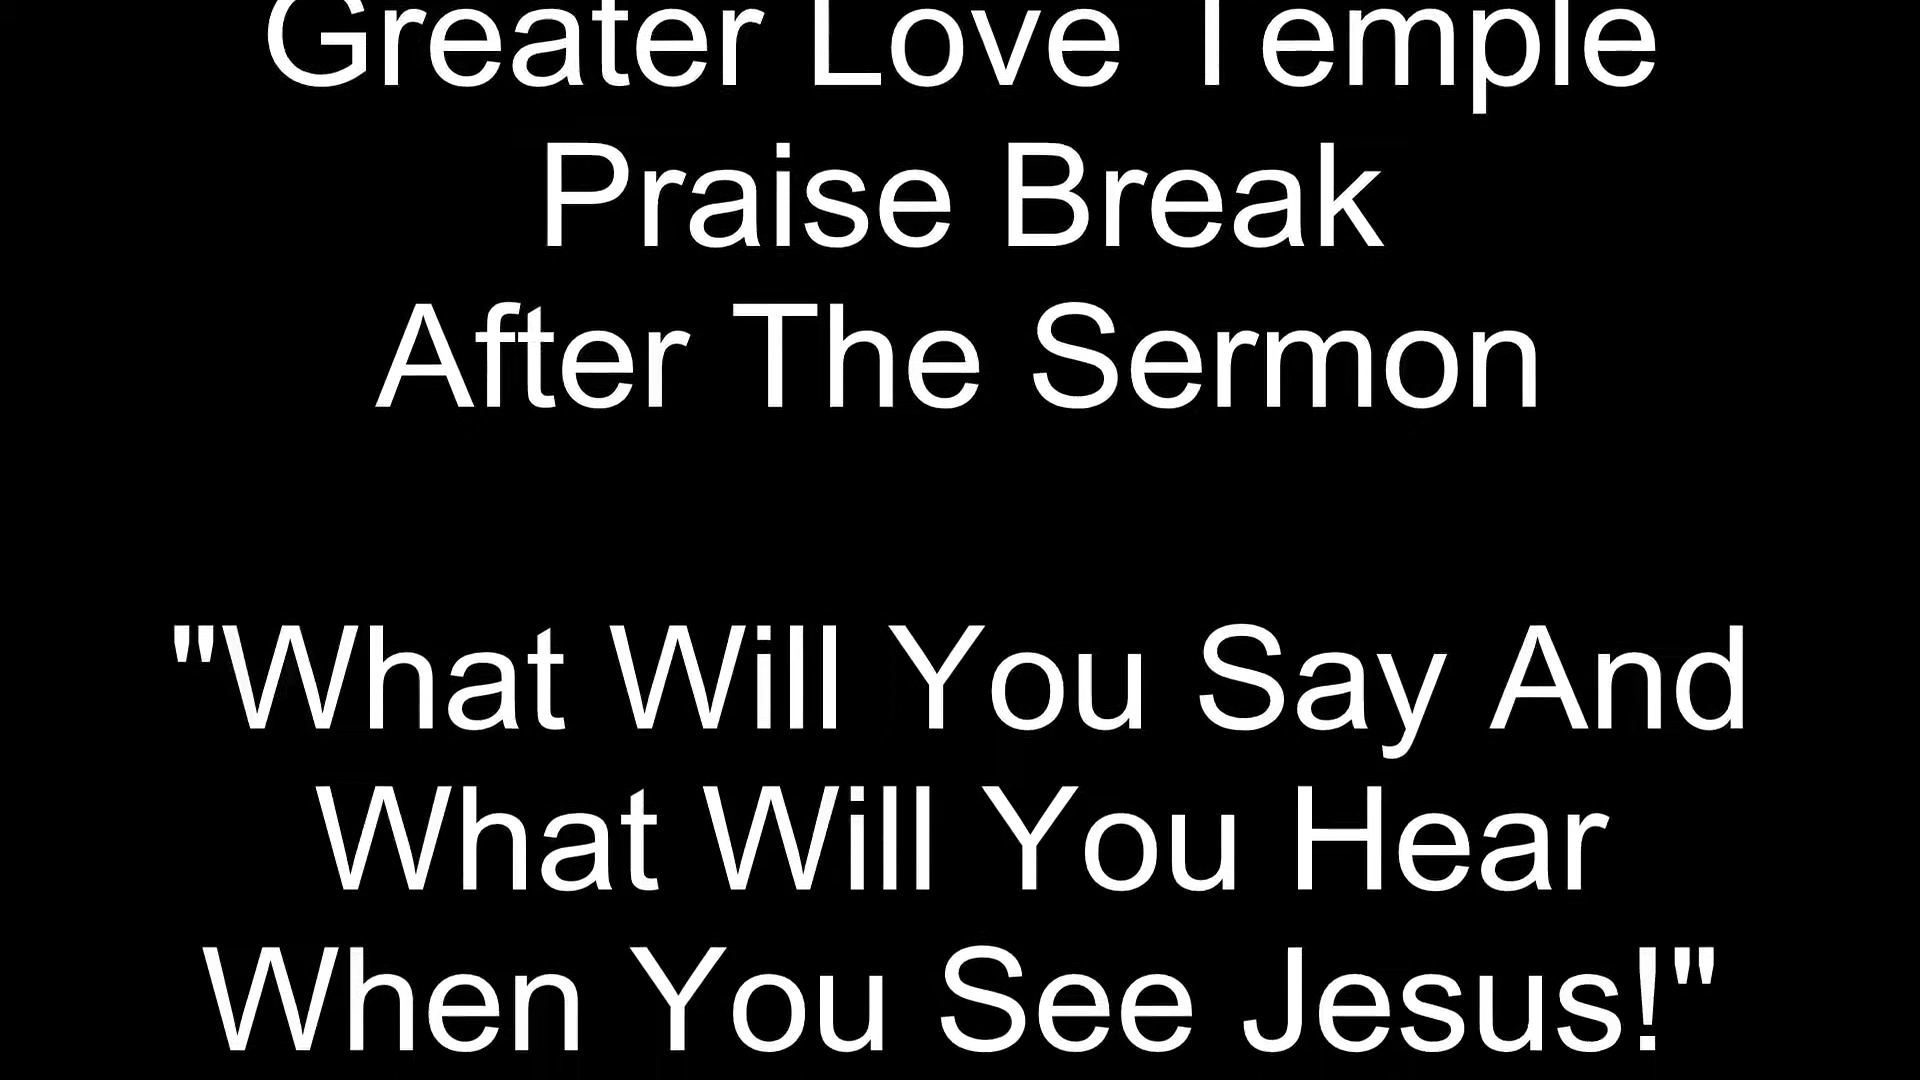 Greater Love Temple
Praise Break
After The Sermon
"What Will You Say And
What Will You Hear
When You See Jesus!"